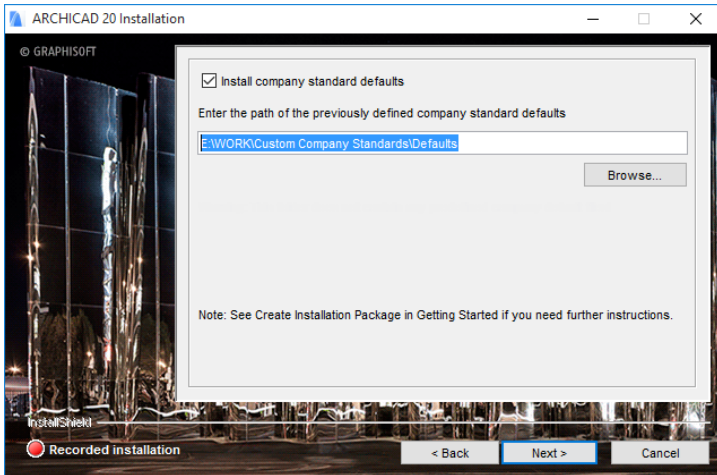 ARCHICAD 20 Installation
© GRAPHISOFT
Install company standard defaults
Enter the path of the previously defined company standard defaults
E:\WORK\Custom Company Standards\Defaults
Browse...
Note: See Create Installation Package in Getting Started if you need further instructions.
InstallShield
Recorded installation
< Back
Next >
Cancel